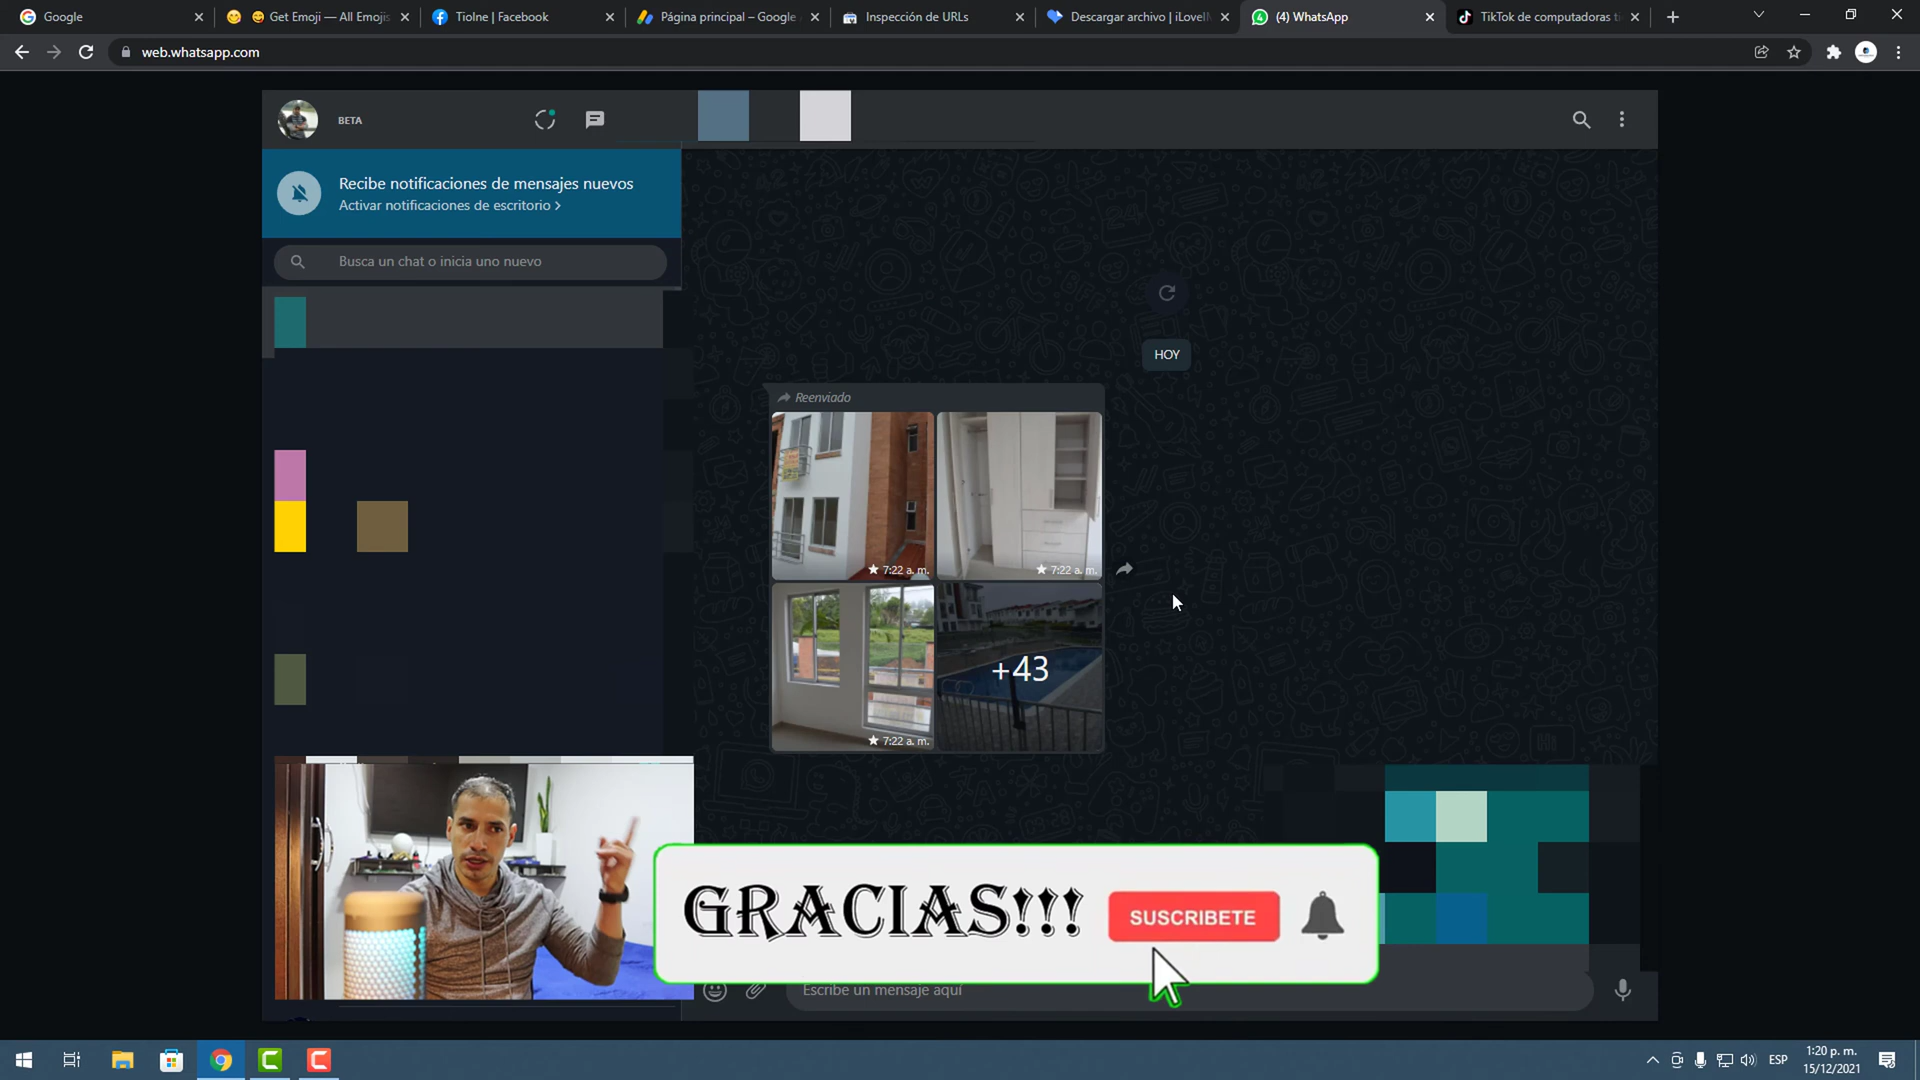 Google
Get Emoji — All Emojis
Tiolne | Facebook
Página principal – Google
Inspección de URLs
Descargar archivo | iLoveI
(4) WhatsApp
TikTok de computadoras ti
web.whatsapp.com
BETA
Recibe notificaciones de mensajes nuevos
Activar notificaciones de escritorio >
Busca un chat o inicia uno nuevo
HOY
Reenviado
7:22 a. m.
7:22 a. m.
7:22 a. m.
+43
GRACIAS!!!
SUSCRIBETE
Escribe un mensaje aquí
ESP
1:20 p. m.
15/12/2021